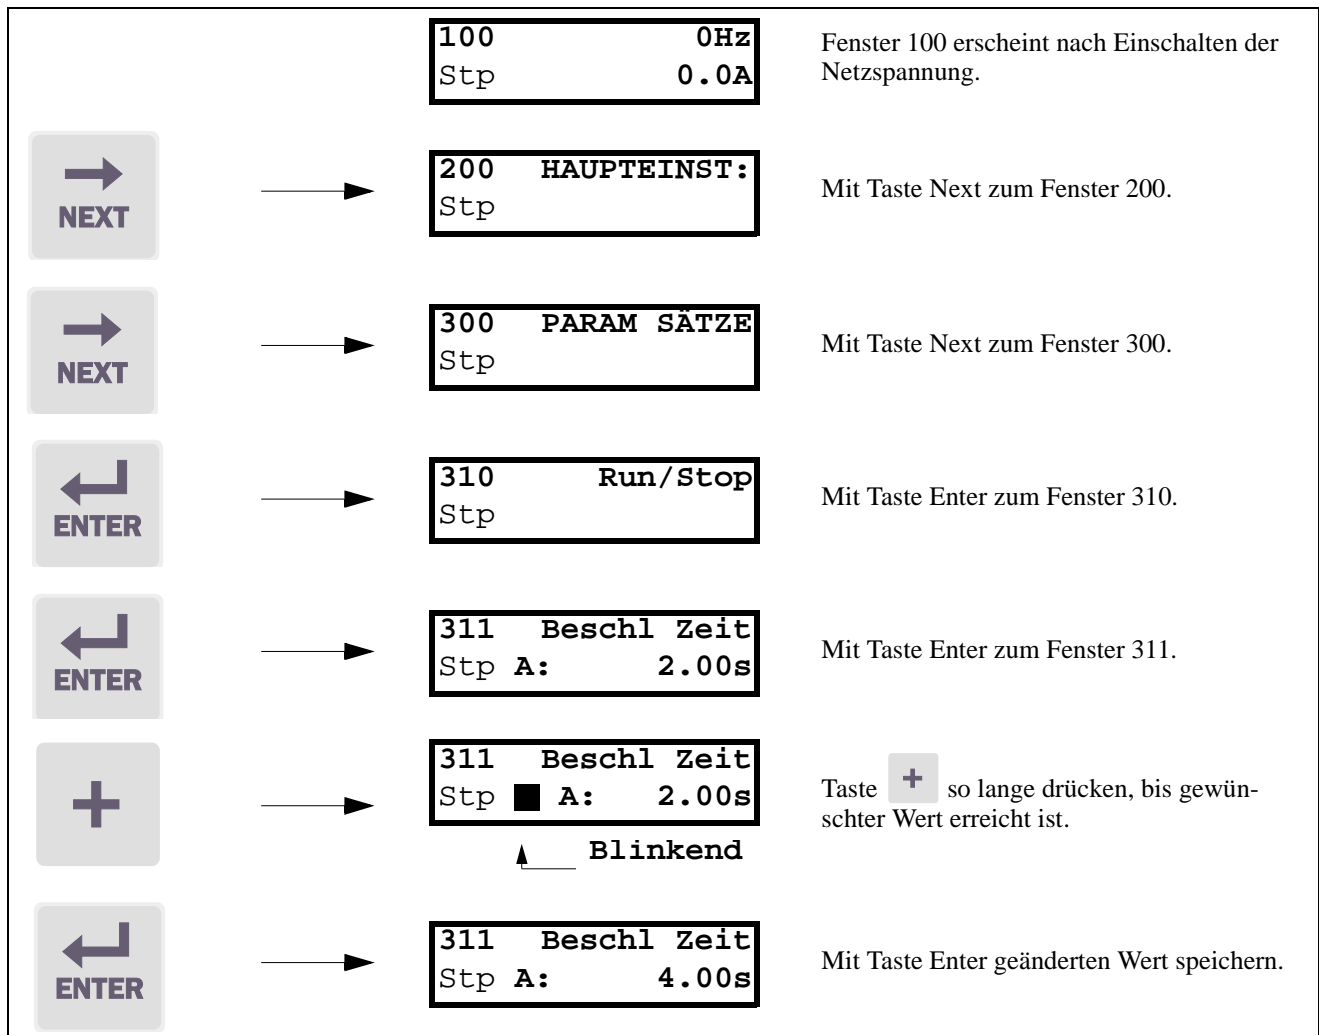 100 0Hz
Stp 0.0A
Fenster 100 erscheint nach Einschalten der
Netzspannung.
NEXT
200 HAUPTEINST:
Stp
Mit Taste Next zum Fenster 200.
NEXT
300 PARAM SÄTZE
Stp
Mit Taste Next zum Fenster 300.
ENTER
310 Run/Stop
Stp
Mit Taste Enter zum Fenster 310.
ENTER
311 Beschl Zeit
Stp A: 2.00s
Mit Taste Enter zum Fenster 311.
+
311 Beschl Zeit
Stp A: 2.00s
Blinkend
Taste + so lange drücken, bis gewün-
schter Wert erreicht ist.
ENTER
311 Beschl Zeit
Stp A: 4.00s
Mit Taste Enter geänderten Wert speichern.